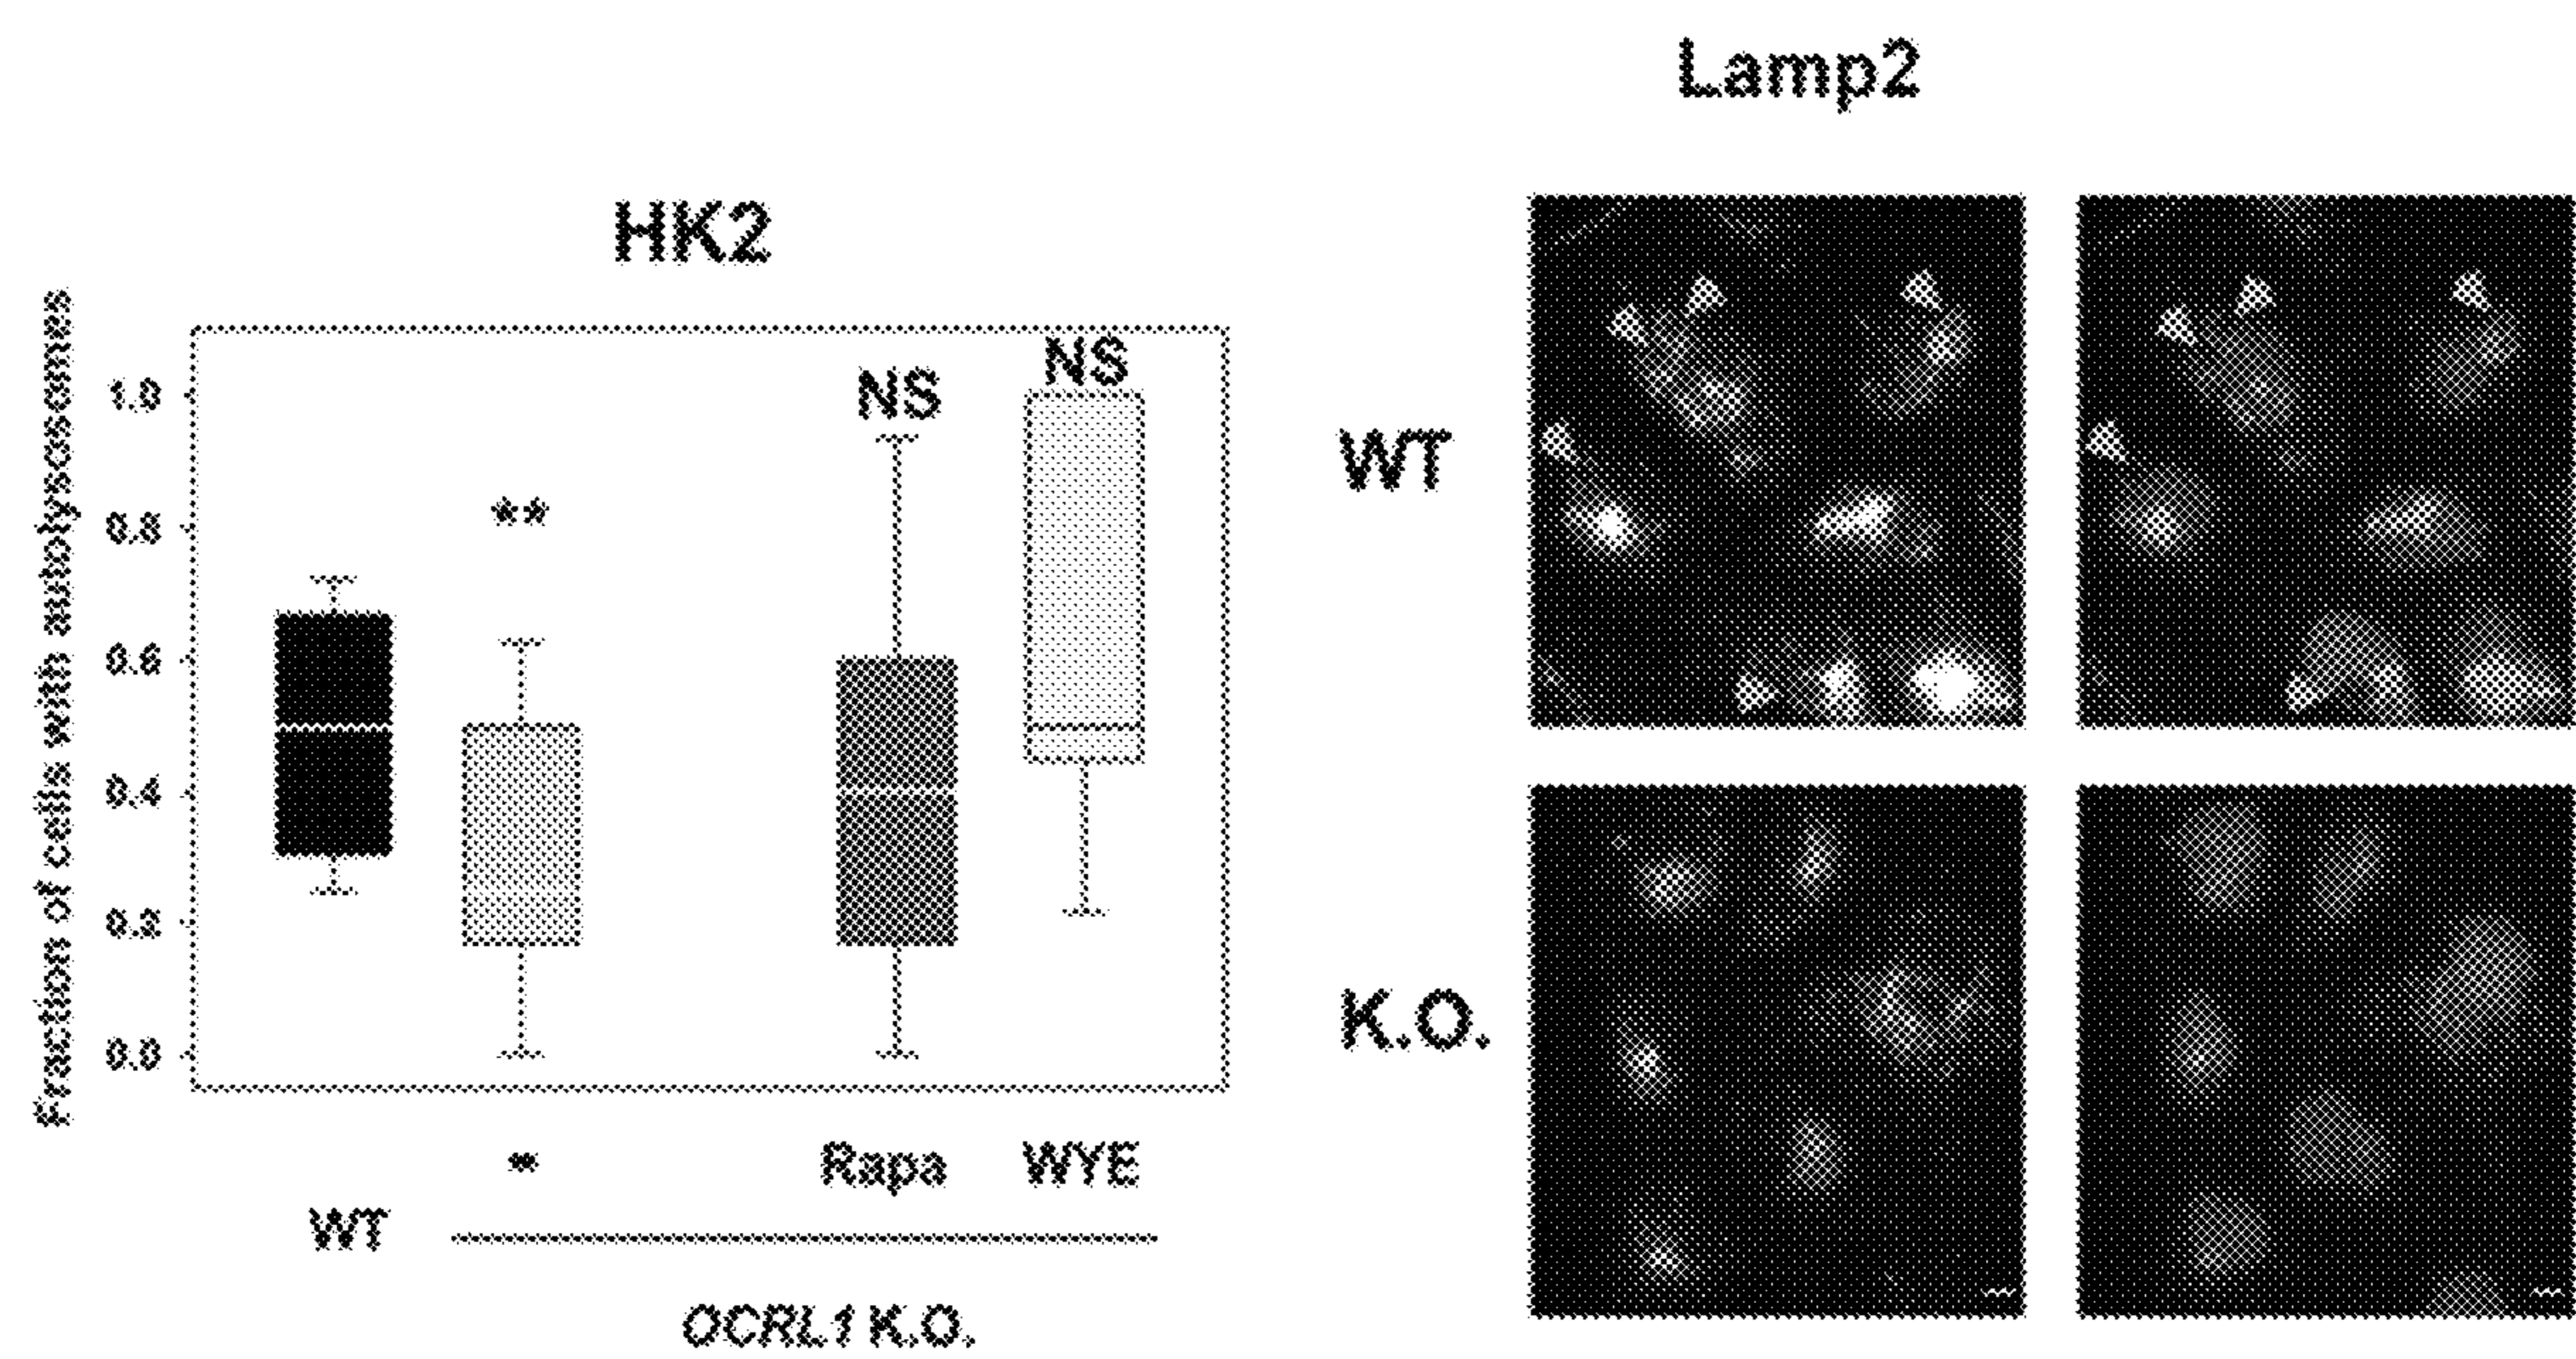 Lamp2
HK2
Fraction of cells with autolysosomes
1.0
0.8
0.6
0.4
0.2
0.0
**
NS
NS
WT
-
Rapa
WYE
OCRL1 K.O.
WT
K.O.